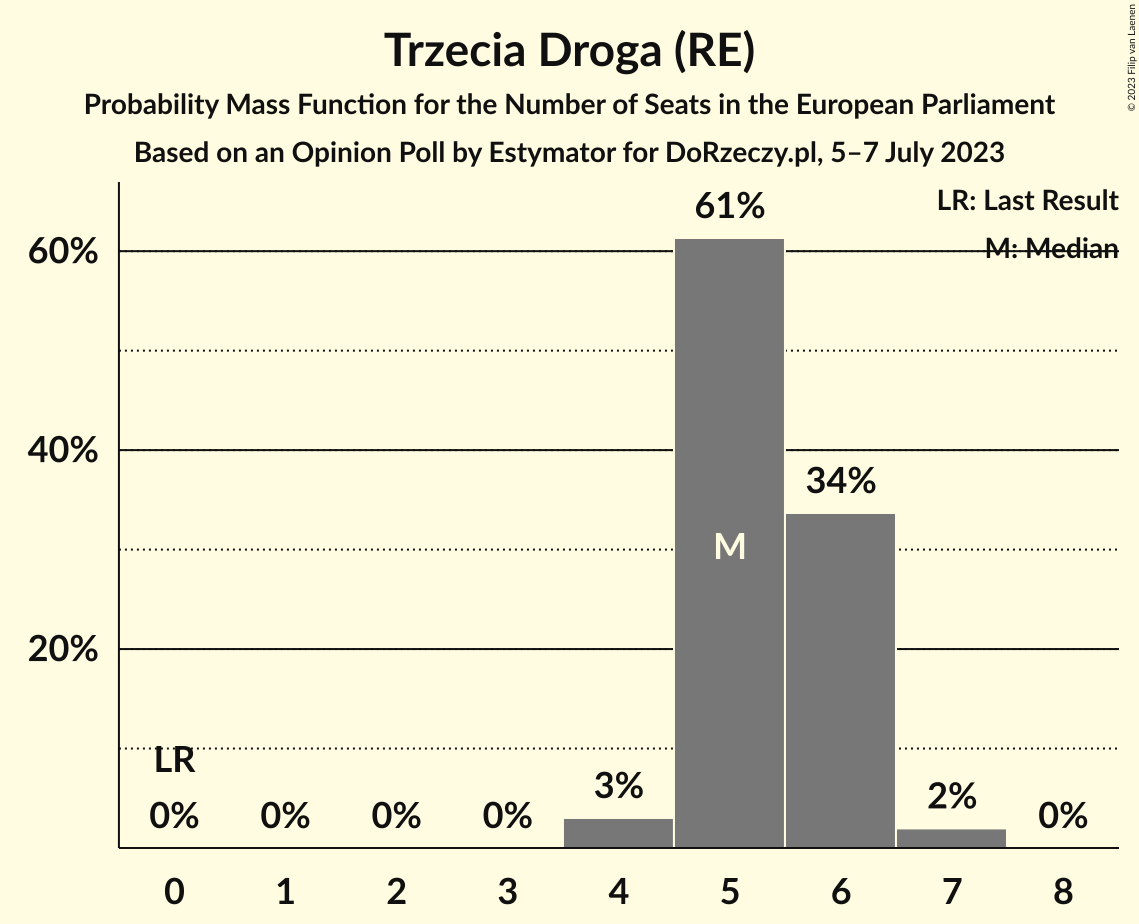 Trzecia Droga (RE)
Probability Mass Function for the Number of Seats in the European Parliament
Based on an Opinion Poll by Estymator for DoRzeczy.pl, 5–7 July 2023
© 2023 Filip van Laenen
LR: Last Result
M: Median
60%
40%
20%
61%
34%
M
LR
0%
0%
0%
0%
3%
2%
0%
0
1
2
3
4
5
6
7
8